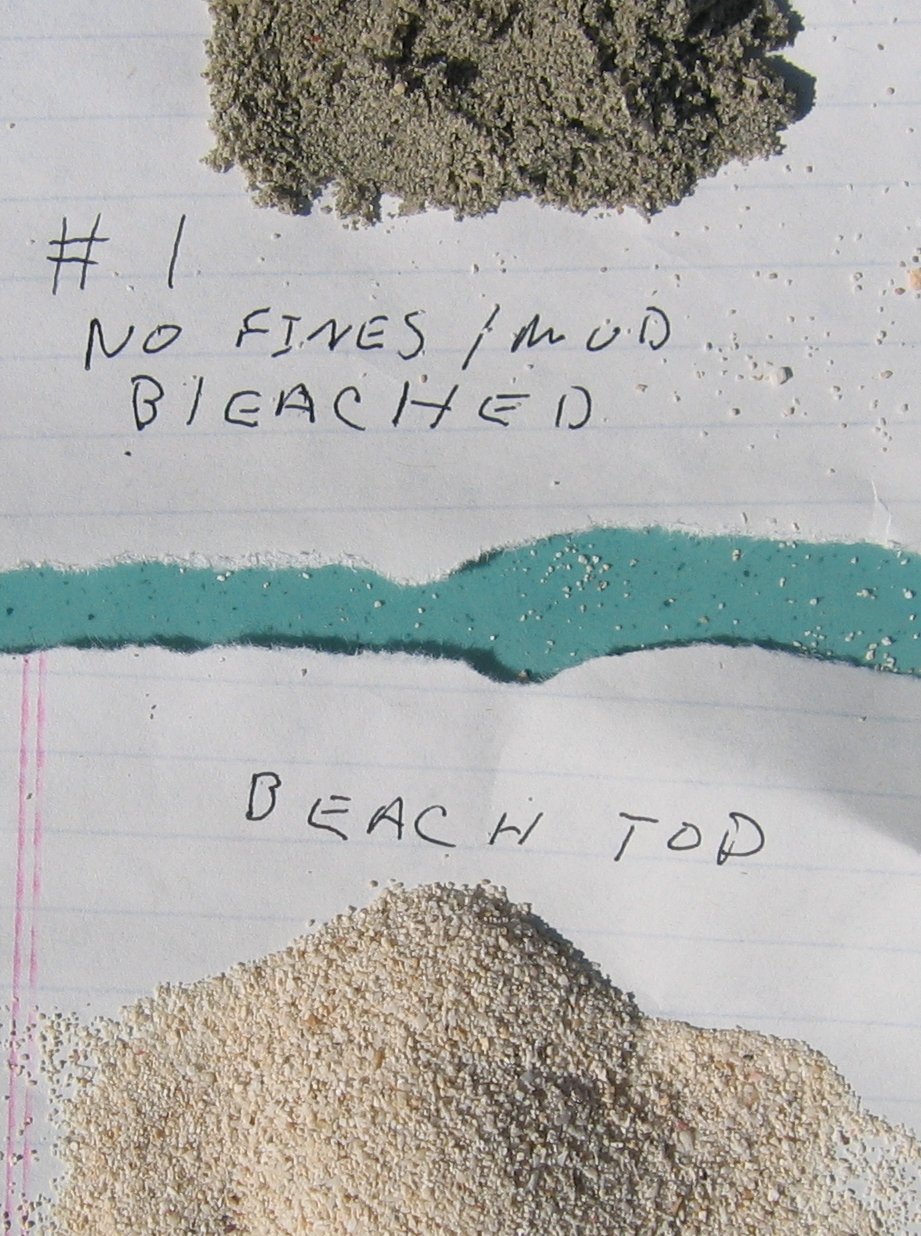 #1
NO FINES/MUD
BlEACHED
BEACH TOP